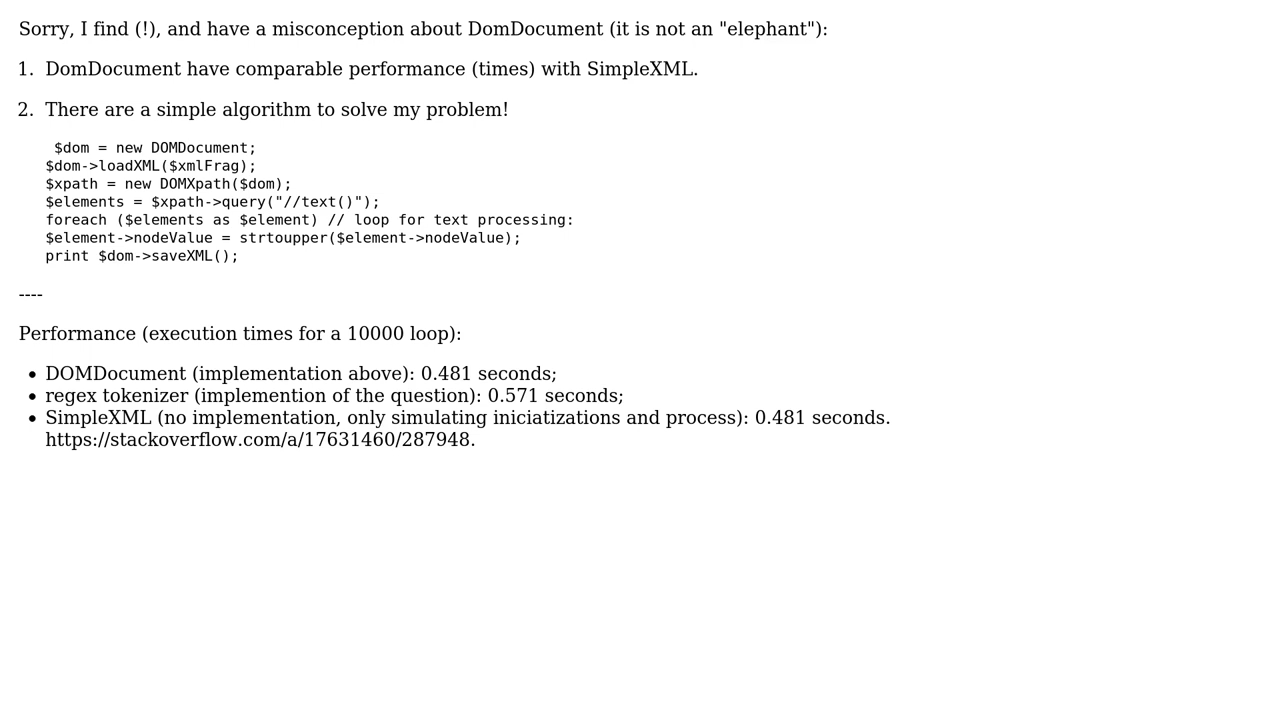 Sorry, I find (!), and have a misconception about DomDocument (it is not an "elephant"):
1. DomDocument have comparable performance (times) with SimpleXML.
2. There are a simple algorithm to solve my problem!
$dom = new DOMDocument;
$dom->loadXML($xmlFrag);
$xpath = new DOMXpath($dom);
$elements = $xpath->query("//text()");
foreach ($elements as $element) // loop for text processing:
$element->nodeValue = strtoupper($element->nodeValue);
print $dom->saveXML();
----
Performance (execution times for a 10000 loop):
• DOMDocument (implementation above): 0.481 seconds;
• regex tokenizer (implemention of the question): 0.571 seconds;
• SimpleXML (no implementation, only simulating iniciatizations and process): 0.481 seconds.
https://stackoverflow.com/a/17631460/287948.